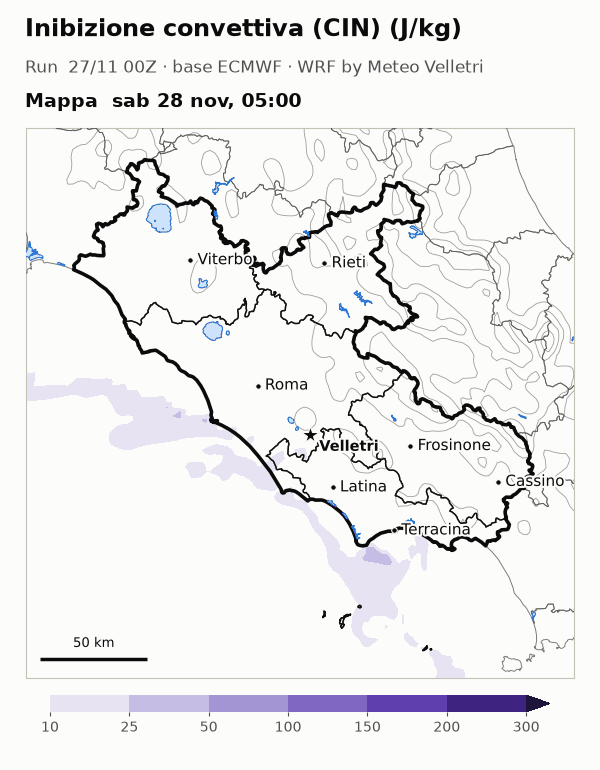 Inibizione convettiva (CIN) (J/kg)
Run  27/11 00Z · base ECMWF · WRF by Meteo Velletri
Mappa  sab 28 nov, 05:00
Viterbo
Rieti
Roma
Velletri
Frosinone
Cassino
Latina
Terracina
50 km
10 25 50 100 150 200 300